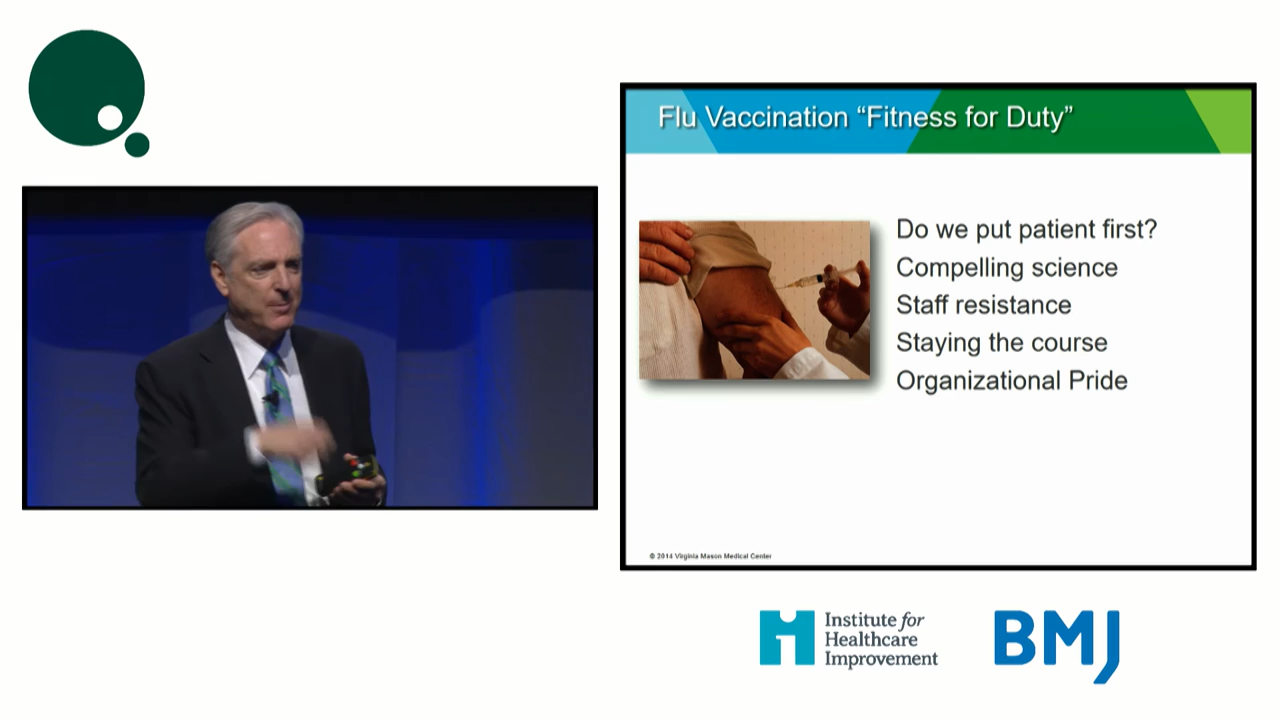 Flu Vaccination “Fitness for Duty”
Do we put patient first?
Compelling science
Staff resistance
Staying the course
Organizational Pride
© 2014 Virginia Mason Medical Center
Institute for
Healthcare
Improvement
BMJ